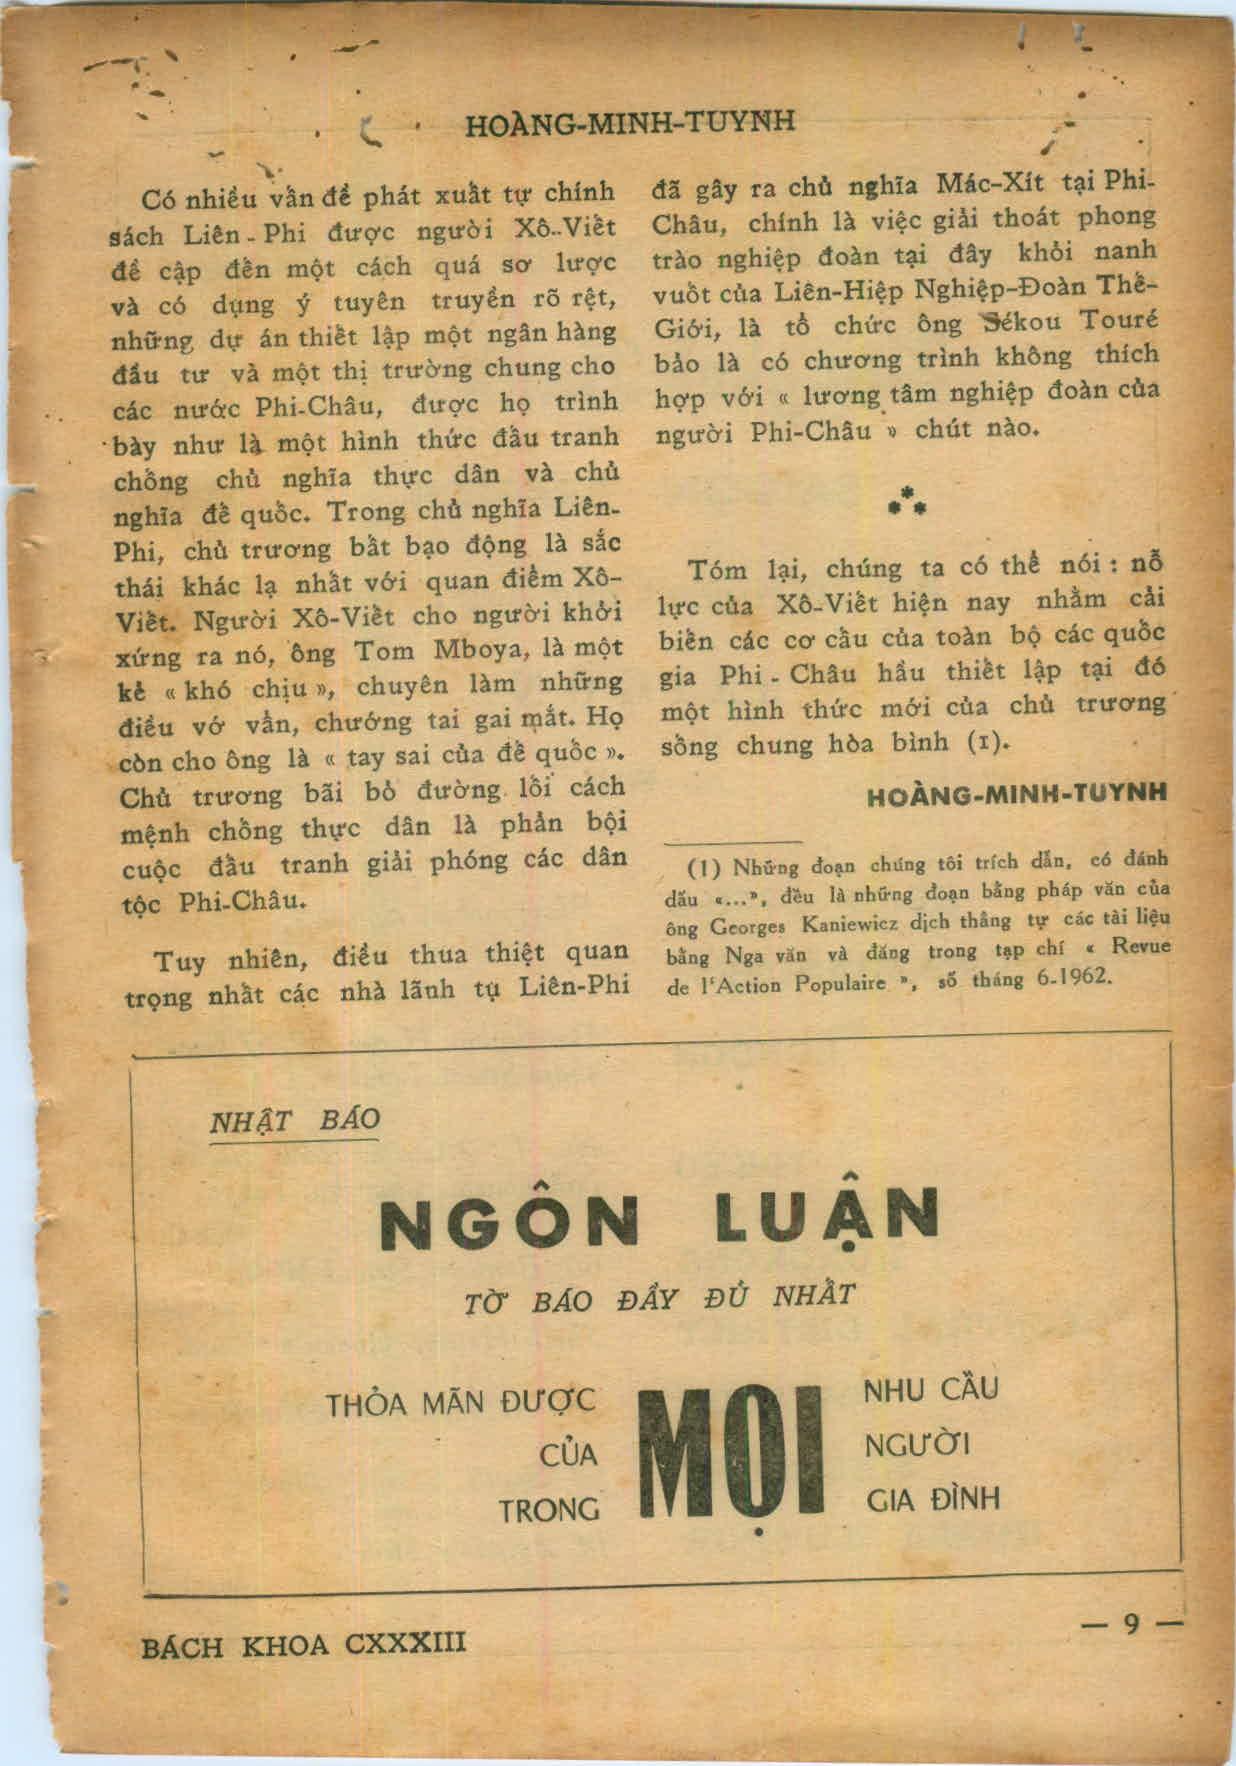 HOÀNG-MINH-TUYNH
Có nhiều vấn đề phát xuất tự chính
sách Liên-Phi được người Xô-Viết
đề cập đến một cách quá sơ lược
và có dụng ý tuyên truyền rõ rệt,
những dự án thiết lập một ngân hàng
đầu tư và một thị trường chung cho
các nước Phi-Châu, được họ trình
bày như là một hình thức đấu tranh
chống chủ nghĩa thực dân và chủ
nghĩa đế quốc. Trong chủ nghĩa Liên-
Phi, chủ trương bất bạo động là sắc
thái khác lạ nhất với quan điểm Xô-
Viết. Người Xô-Viết cho người khởi
xứng ra nó, ông Tom Mboya, là một
kẻ « khó chịu », chuyên làm những
điều vớ vẩn, chướng tai gai mắt. Họ
còn cho ông là « tay sai của đế quốc ».
Chủ trương bãi bỏ đường lối cách
mệnh chống thực dân là phản bội
cuộc đấu tranh giải phóng các dân
tộc Phi-Châu.
Tuy nhiên, điều thua thiệt quan
trọng nhất các nhà lãnh tụ Liên-Phi
đã gây ra chủ nghĩa Mác-Xít tại Phi-
Châu, chính là việc giải thoát phong
trào nghiệp đoàn tại đây khỏi nanh
vuốt của Liên-Hiệp Nghiệp-Đoàn Thế-
Giới, là tổ chức ông Sékou Touré
bảo là có chương trình không thích
hợp với « lương tâm nghiệp đoàn của
người Phi-Châu » chút nào.
***
Tóm lại, chúng ta có thể nói : nỗ
lực của Xô-Viết hiện nay nhằm cải
biến các cơ cấu của toàn bộ các quốc
gia Phi - Châu hầu thiết lập tại đó
một hình thức mới của chủ trương
sống chung hòa bình (1).
HOÀNG-MINH-TUYNH
(1) Những đoạn chúng tôi trích dẫn, có đánh
dấu «...», đều là những đoạn bằng pháp văn của
ông Georges Kaniewicz dịch thẳng tự các tài liệu
bằng Nga văn và đăng trong tạp chí « Revue
de l'Action Populaire », số tháng 6-1962.
NHẬT BÁO
NGÔN LUẬN
TỜ BÁO ĐẦY ĐỦ NHẤT
THỎA MÃN ĐƯỢC MỌI NHU CẦU
CỦA NGƯỜI
TRONG GIA ĐÌNH
BÁCH KHOA CXXXIII
— 9 —